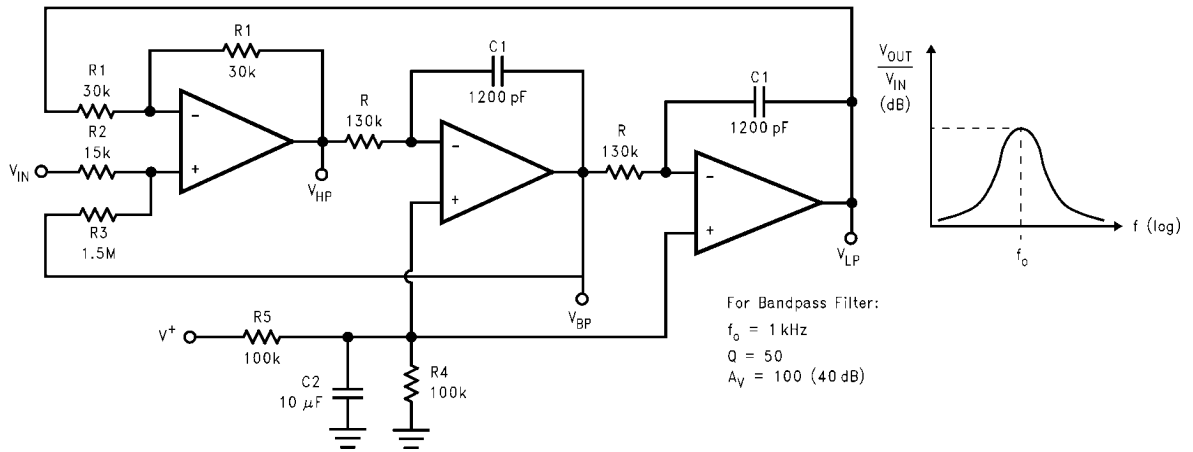 R1
30k
C1
1200 pF
C1
1200 pF
R1
30k
R
130k
R
130k
R2
15k
V_IN
R3
1.5M
−
+
−
+
−
+
V_HP
V_BP
V_LP
V⁺
R5
100k
C2
10 μF
R4
100k
For Bandpass Filter:
f_o = 1 kHz
Q = 50
A_V = 100 (40 dB)
V_OUT
V_IN
(dB)
f (log)
f_o